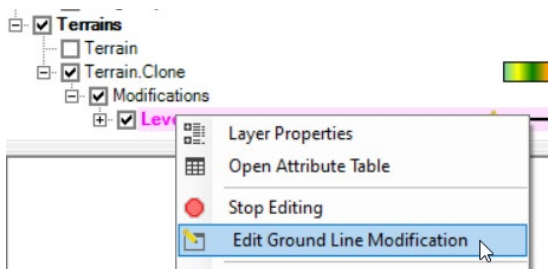 Terrains
Terrain
Terrain.Clone
Modifications
Layer Properties
Open Attribute Table
Stop Editing
Edit Ground Line Modification